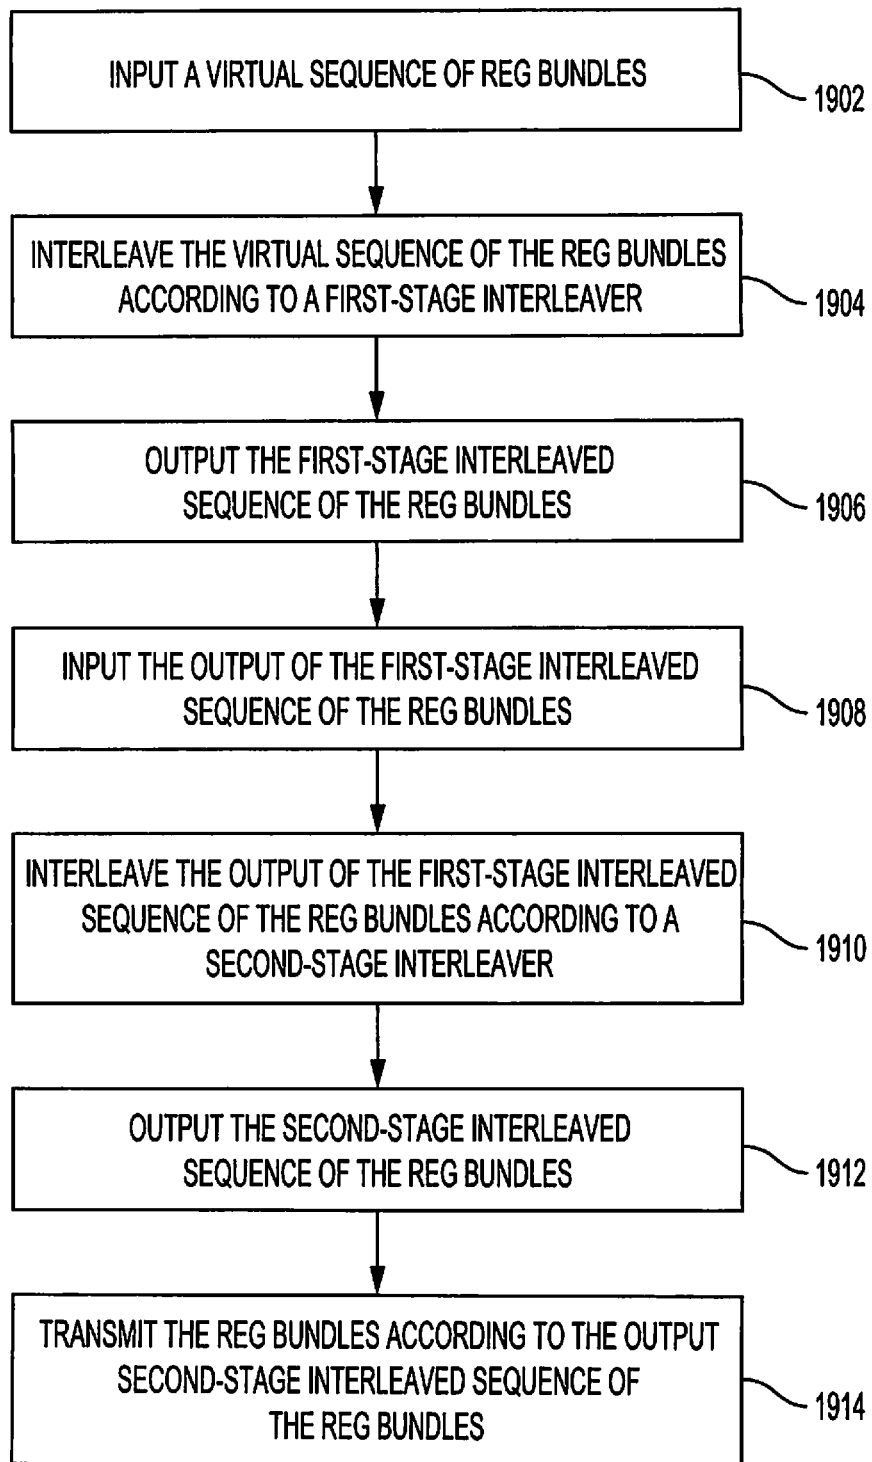 INPUT A VIRTUAL SEQUENCE OF REG BUNDLES
1902
INTERLEAVE THE VIRTUAL SEQUENCE OF THE REG BUNDLES
ACCORDING TO A FIRST-STAGE INTERLEAVER
1904
OUTPUT THE FIRST-STAGE INTERLEAVED
SEQUENCE OF THE REG BUNDLES
1906
INPUT THE OUTPUT OF THE FIRST-STAGE INTERLEAVED
SEQUENCE OF THE REG BUNDLES
1908
INTERLEAVE THE OUTPUT OF THE FIRST-STAGE INTERLEAVED
SEQUENCE OF THE REG BUNDLES ACCORDING TO A
SECOND-STAGE INTERLEAVER
1910
OUTPUT THE SECOND-STAGE INTERLEAVED
SEQUENCE OF THE REG BUNDLES
1912
TRANSMIT THE REG BUNDLES ACCORDING TO THE OUTPUT
SECOND-STAGE INTERLEAVED SEQUENCE OF
THE REG BUNDLES
1914